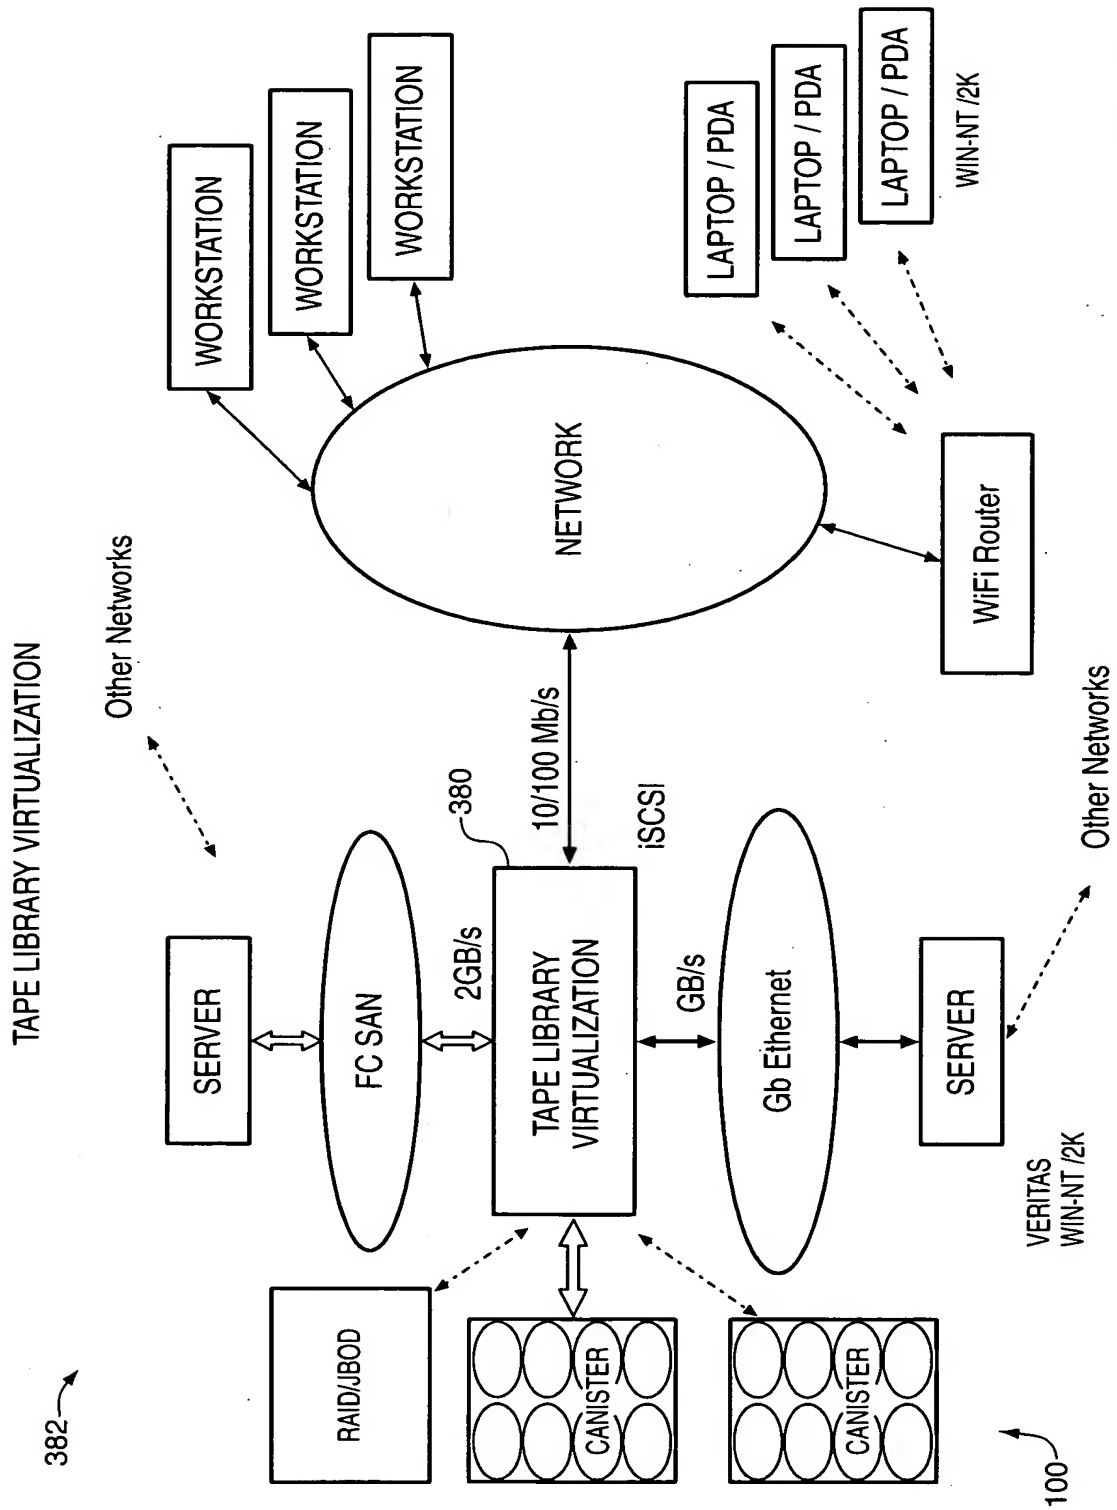 TAPE LIBRARY VIRTUALIZATION
382
Other Networks
SERVER
FC SAN
2GB/s
RAID/JBOD
CANISTER
CANISTER
100
TAPE LIBRARY
VIRTUALIZATION
380
10/100 Mb/s
iSCSI
GB/s
Gb Ethernet
SERVER
VERITAS
WIN-NT /2K
Other Networks
NETWORK
WORKSTATION
WORKSTATION
WORKSTATION
WiFi Router
LAPTOP / PDA
LAPTOP / PDA
LAPTOP / PDA
WIN-NT /2K